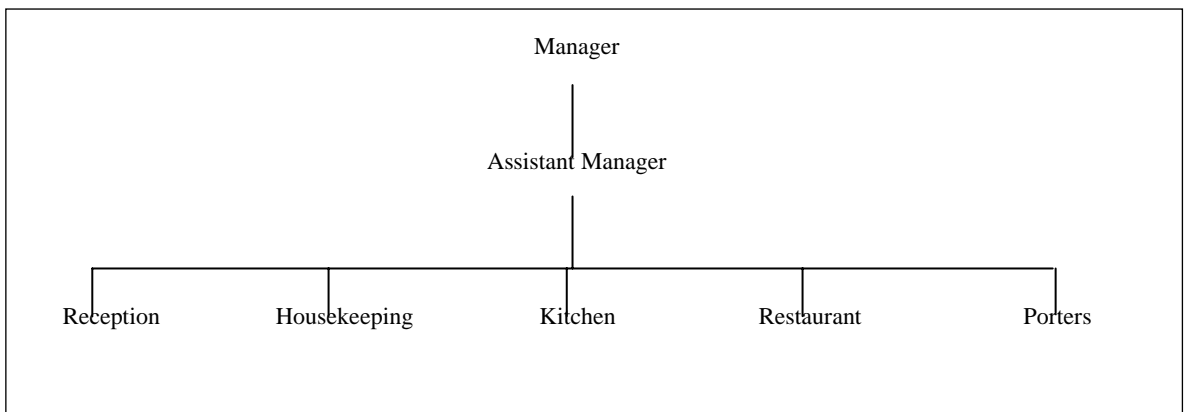 Manager
Assistant Manager
Reception Housekeeping Kitchen Restaurant Porters